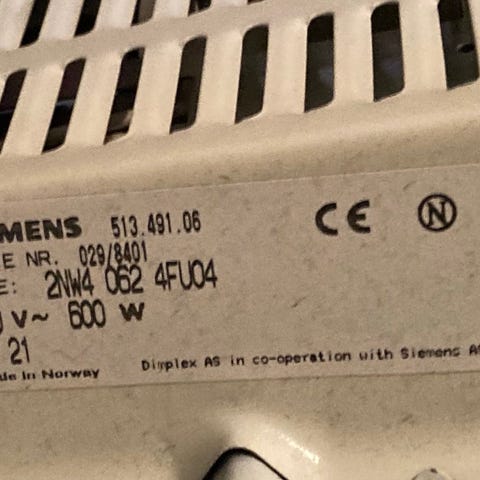 MENS 513.491.06
E NR. 029/8401
E: 2NW4 062 4FU04
V~ 600 W
21
CE N
in Norway
Dimplex AS in co-operation with Siemens AS